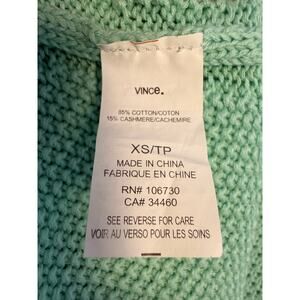 VINCE.
85% COTTON/COTON
15% CASHMERE/CACHEMIRE
XS/TP
MADE IN CHINA
FABRIQUE EN CHINE
RN# 106730
CA# 34460
SEE REVERSE FOR CARE
VOIR AU VERSO POUR LES SOINS